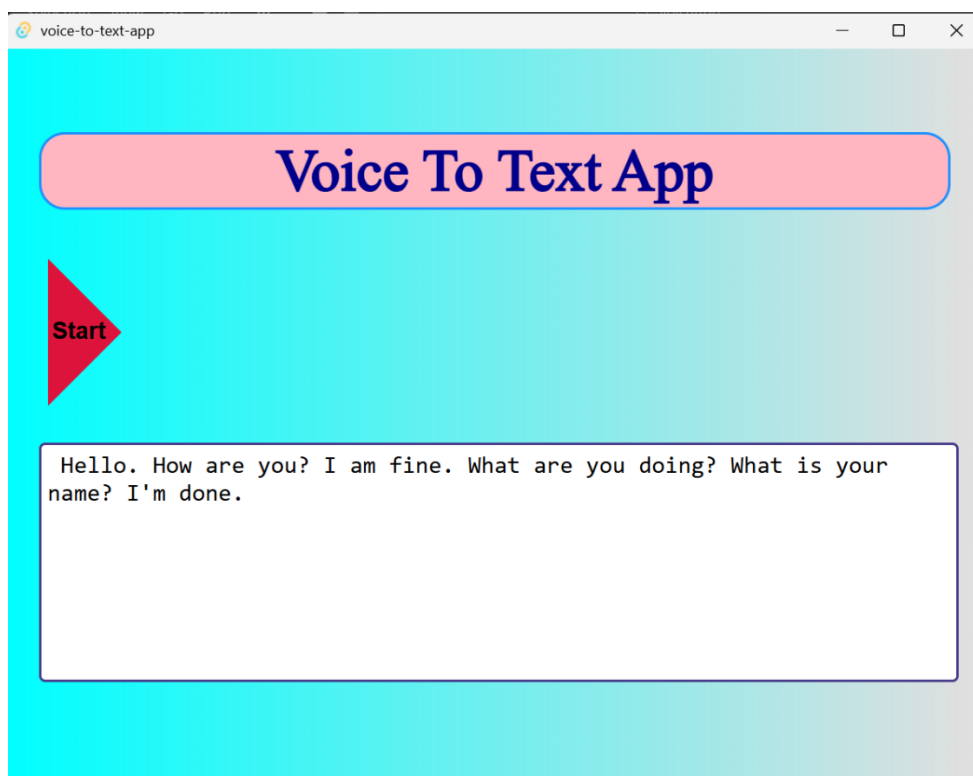 voice-to-text-app
Voice To Text App
Start
Hello. How are you? I am fine. What are you doing? What is your
name? I'm done.